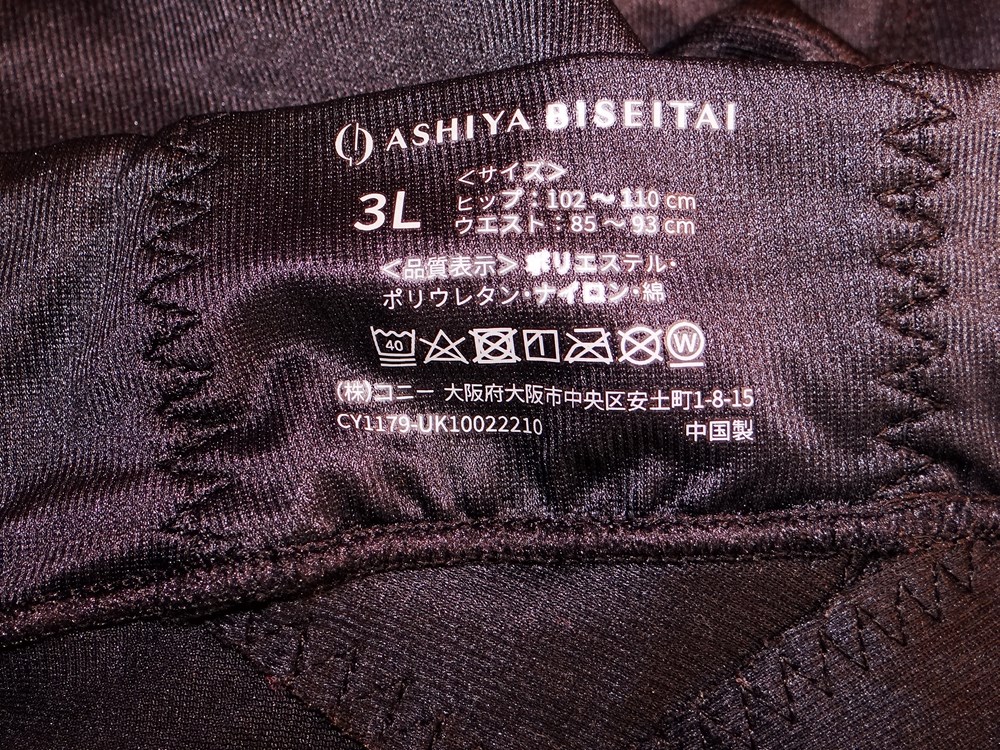 ASHIYA BISEITAI
3L
＜サイズ＞
ヒップ：102～110 cm
ウエスト：85～93 cm
＜品質表示＞ポリエステル・
ポリウレタン・ナイロン・綿
40
W
(株)コニー 大阪府大阪市中央区安土町1-8-15
CY1179-UK10022210 中国製